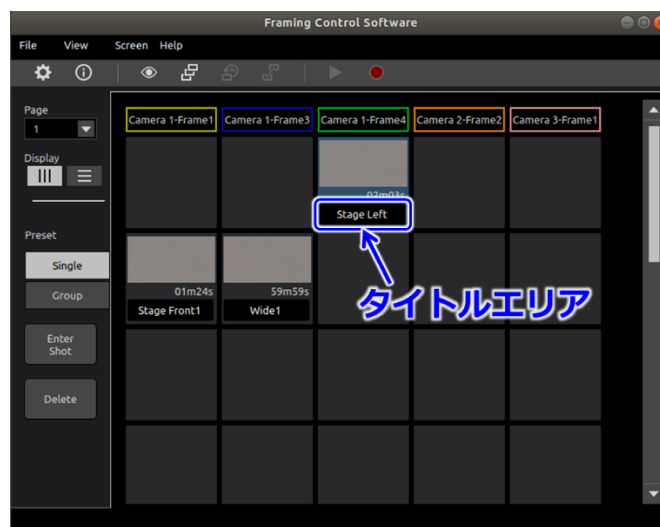 Framing Control Software
File View Screen Help
Page
1
Display
Preset
Single
Group
Enter
Shot
Delete
Camera 1-Frame1 Camera 1-Frame3 Camera 1-Frame4 Camera 2-Frame2 Camera 3-Frame1
02m03s
Stage Left
01m24s 59m59s
Stage Front1 Wide1
タイトルエリア